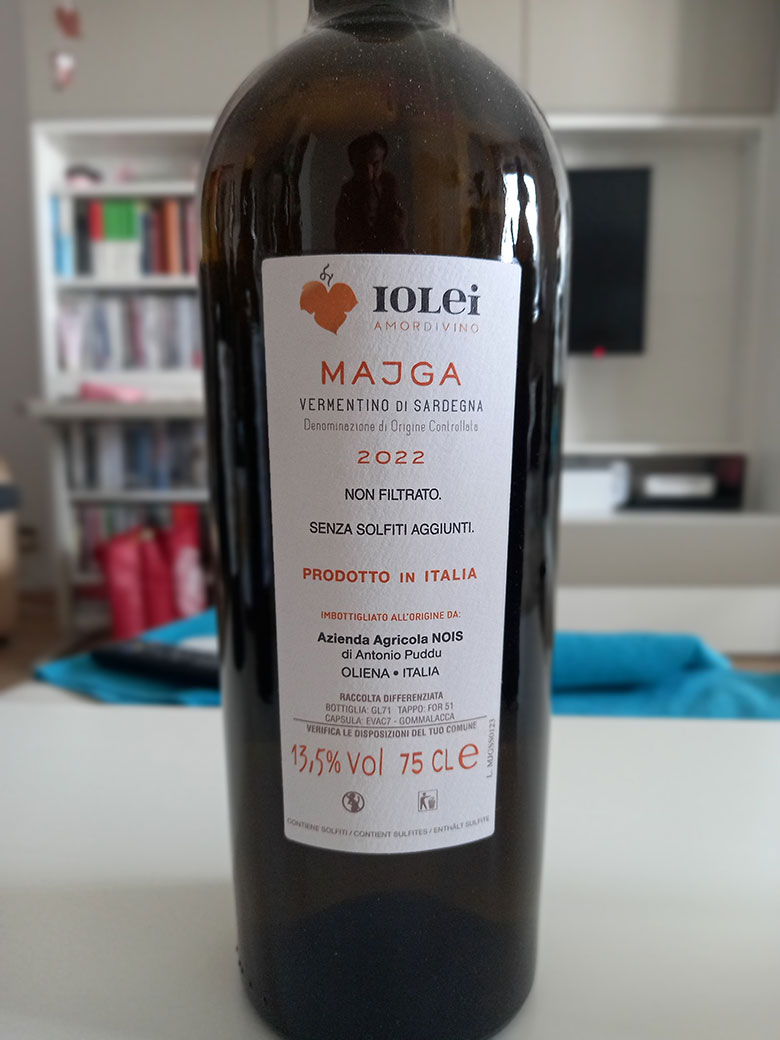 IOLei
AMORDIVINO
MAJGA
VERMENTINO DI SARDEGNA
Denominazione di Origine Controllata
2022
NON FILTRATO.
SENZA SOLFITI AGGIUNTI.
PRODOTTO IN ITALIA
IMBOTTIGLIATO ALL'ORIGINE DA:
Azienda Agricola NOIS
di Antonio Puddu
OLIENA • ITALIA
RACCOLTA DIFFERENZIATA
BOTTIGLIA: GL71 TAPPO: FOR 51
CAPSULA: EVAC7 - GOMMALACCA
VERIFICA LE DISPOSIZIONI DEL TUO COMUNE
13,5% Vol 75 CL e
CONTIENE SOLFITI / CONTIENT SULFITES / ENTHÄLT SULFITE